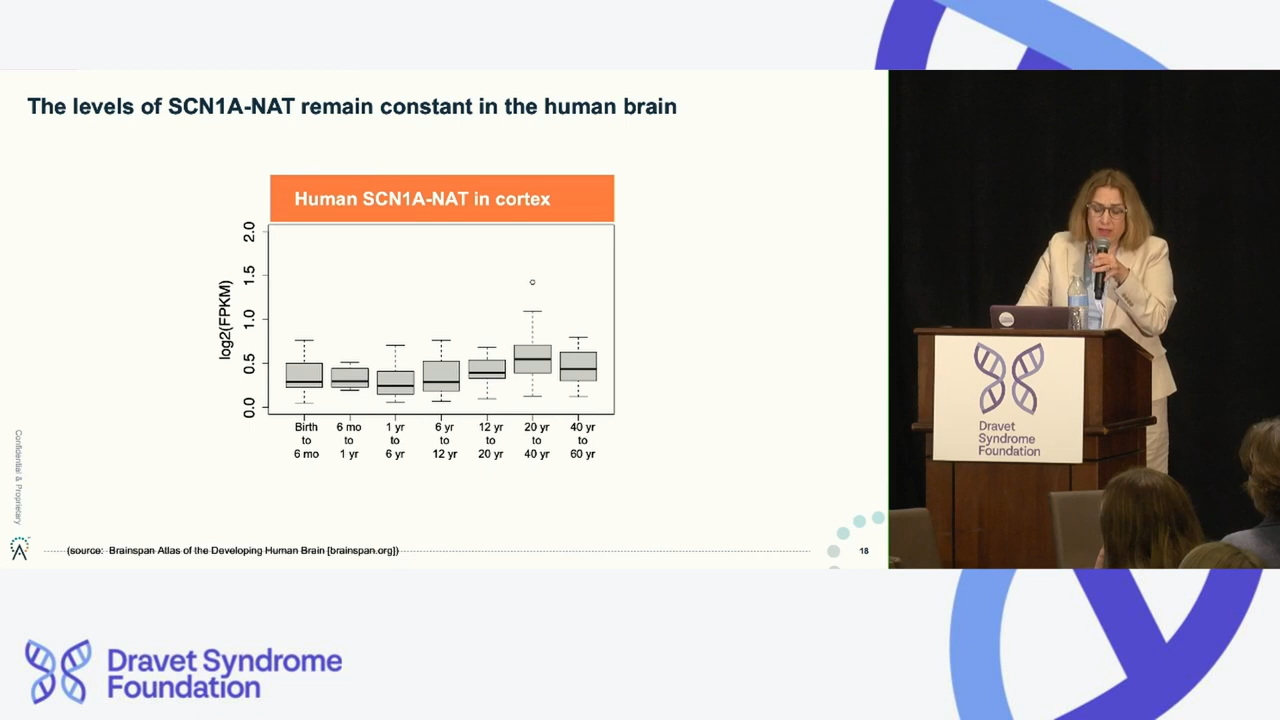 The levels of SCN1A-NAT remain constant in the human brain
Human SCN1A-NAT in cortex
log2(FPKM)
2.0
1.5
1.0
0.5
0.0
Birth to 6 mo
6 mo to 1 yr
1 yr to 6 yr
6 yr to 12 yr
12 yr to 20 yr
20 yr to 40 yr
40 yr to 60 yr
Confidential & Proprietary
(source: Brainspan Atlas of the Developing Human Brain [brainspan.org])
18
Dravet
Syndrome
Foundation
Dravet Syndrome
Foundation